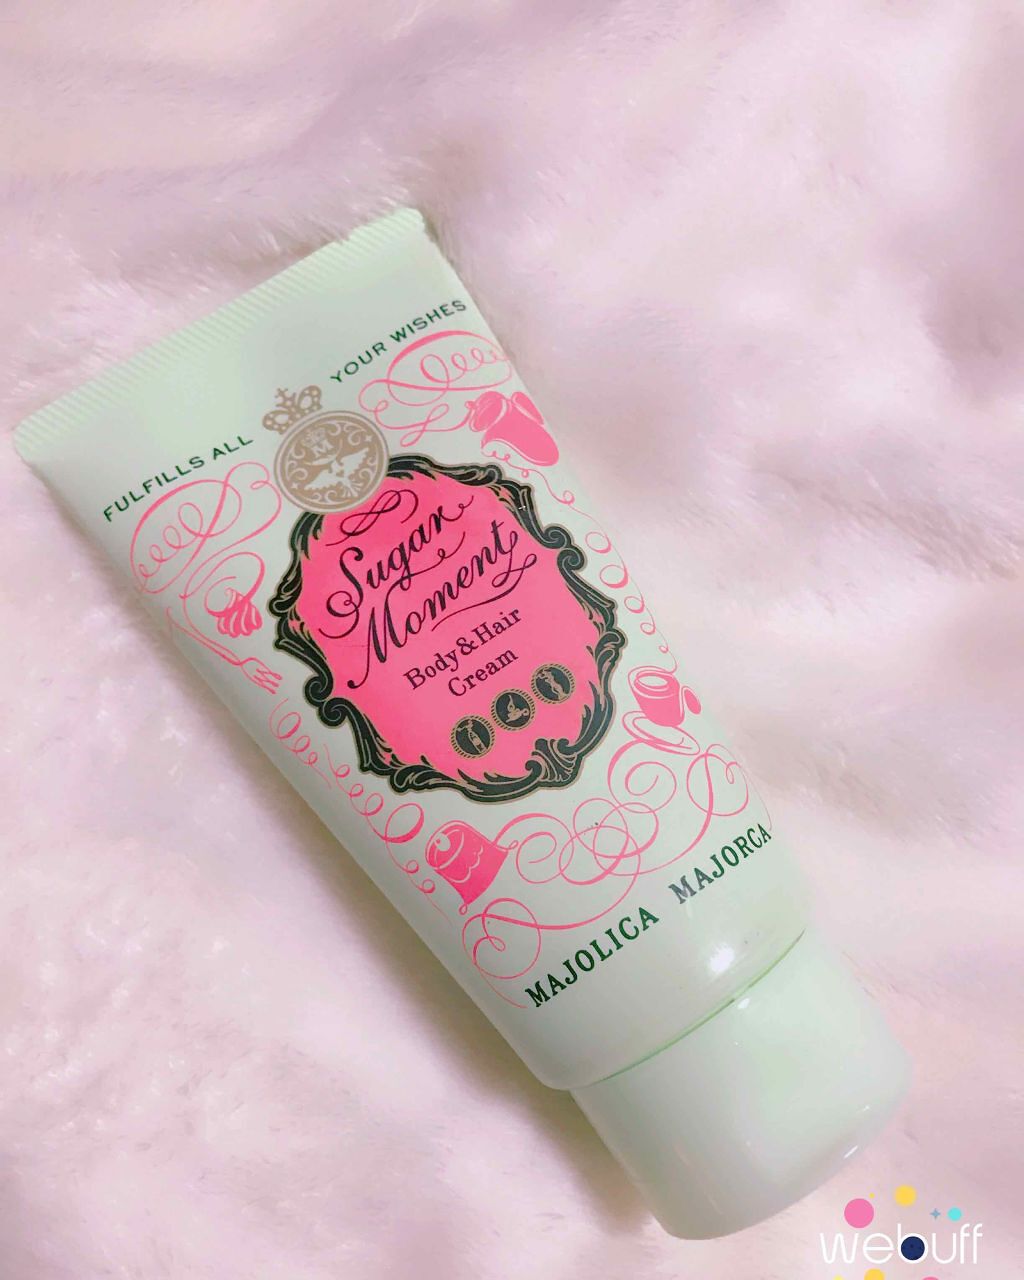 FULFILLS ALL YOUR WISHES
Sugar
Moment
Body&Hair
Cream
MAJOLICA MAJORCA
webuff